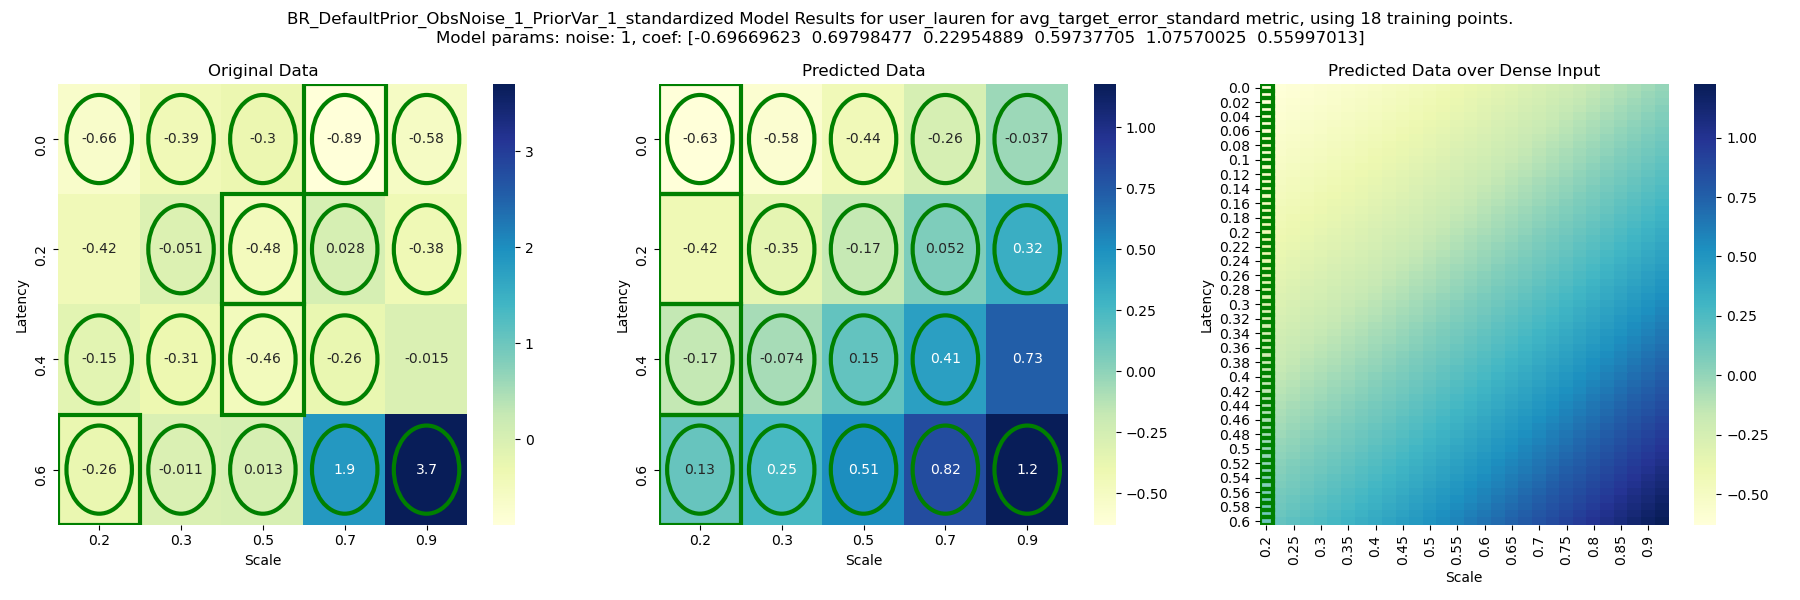 BR_DefaultPrior_ObsNoise_1_PriorVar_1_standardized Model Results for user_lauren for avg_target_error_standard metric, using 18 training points.
Model params: noise: 1, coef: [-0.69669623  0.69798477  0.22954889  0.59737705  1.07570025  0.55997013]
Original Data
-0.66 -0.39 -0.3 -0.89 -0.58
-0.42 -0.051 -0.48 0.028 -0.38
-0.15 -0.31 -0.46 -0.26 -0.015
-0.26 -0.011 0.013 1.9 3.7
0.0
0.2
0.4
0.6
Latency
0.2 0.3 0.5 0.7 0.9
Scale
3
2
1
0
Predicted Data
-0.63 -0.58 -0.44 -0.26 -0.037
-0.42 -0.35 -0.17 0.052 0.32
-0.17 -0.074 0.15 0.41 0.73
0.13 0.25 0.51 0.82 1.2
0.0
0.2
0.4
0.6
Latency
0.2 0.3 0.5 0.7 0.9
Scale
1.00
0.75
0.50
0.25
0.00
−0.25
−0.50
Predicted Data over Dense Input
0.0
0.02
0.04
0.06
0.08
0.1
0.12
0.14
0.16
0.18
0.2
0.22
0.24
0.26
0.28
0.3
0.32
0.34
0.36
0.38
0.4
0.42
0.44
0.46
0.48
0.5
0.52
0.54
0.56
0.58
0.6
Latency
0.2 0.25 0.3 0.35 0.4 0.45 0.5 0.55 0.6 0.65 0.7 0.75 0.8 0.85 0.9
Scale
1.00
0.75
0.50
0.25
0.00
−0.25
−0.50